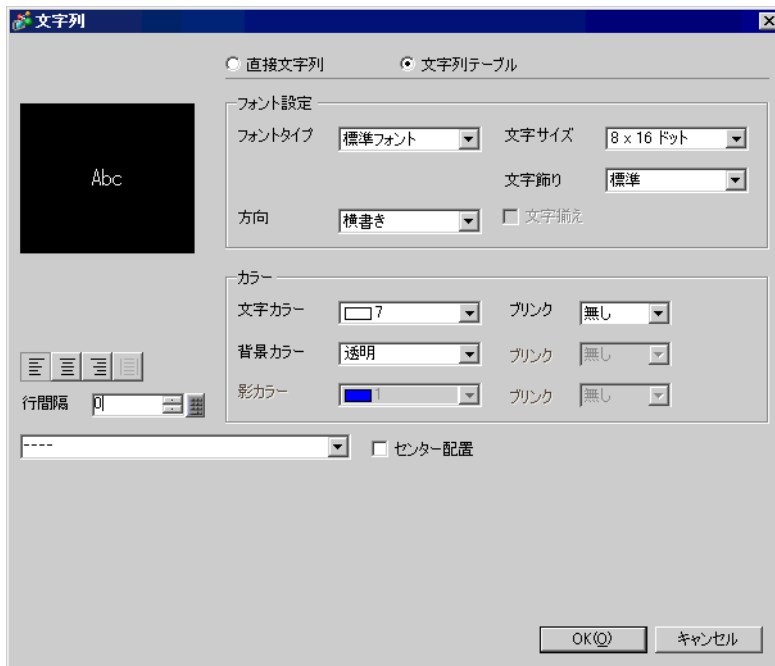 文字列
直接文字列 文字列テーブル
フォント設定
フォントタイプ 標準フォント 文字サイズ 8 x 16 ドット
Abc
文字飾り 標準
方向 横書き 文字揃え
カラー
文字カラー 7 ブリンク 無し
背景カラー 透明 ブリンク 無し
影カラー 1 ブリンク 無し
行間隔 0
---- センター配置
OK(O) キャンセル